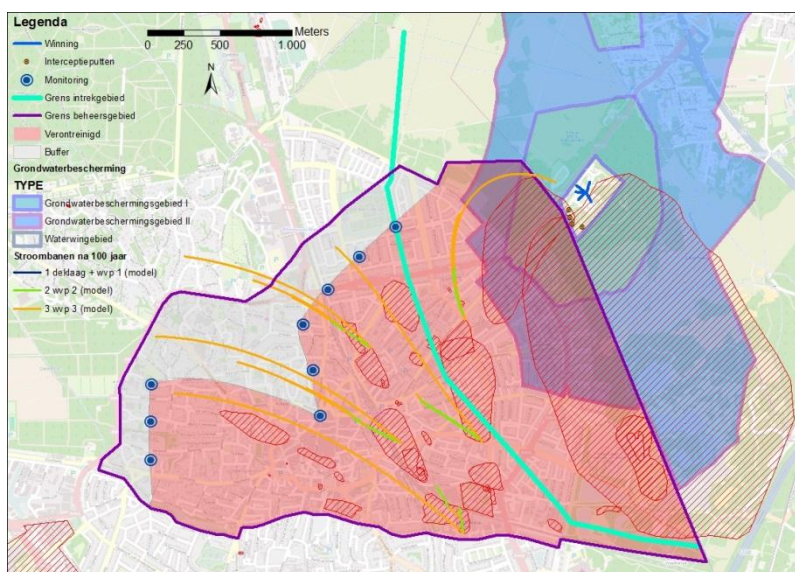 Legenda
Winning
Interceptieputten
Monitoring
Grens intrekgebied
Grens beheersgebied
Verontreinigd
Buffer
Grondwaterbescherming
TYPE
Grondwaterbeschermingsgebied I
Grondwaterbeschermingsgebied II
Waterwingebied
Stroombanen na 100 jaar
1 deklaag + wvp 1 (model)
2 wvp 2 (model)
3 wvp 3 (model)
Meters
0 250 500 1.000
N